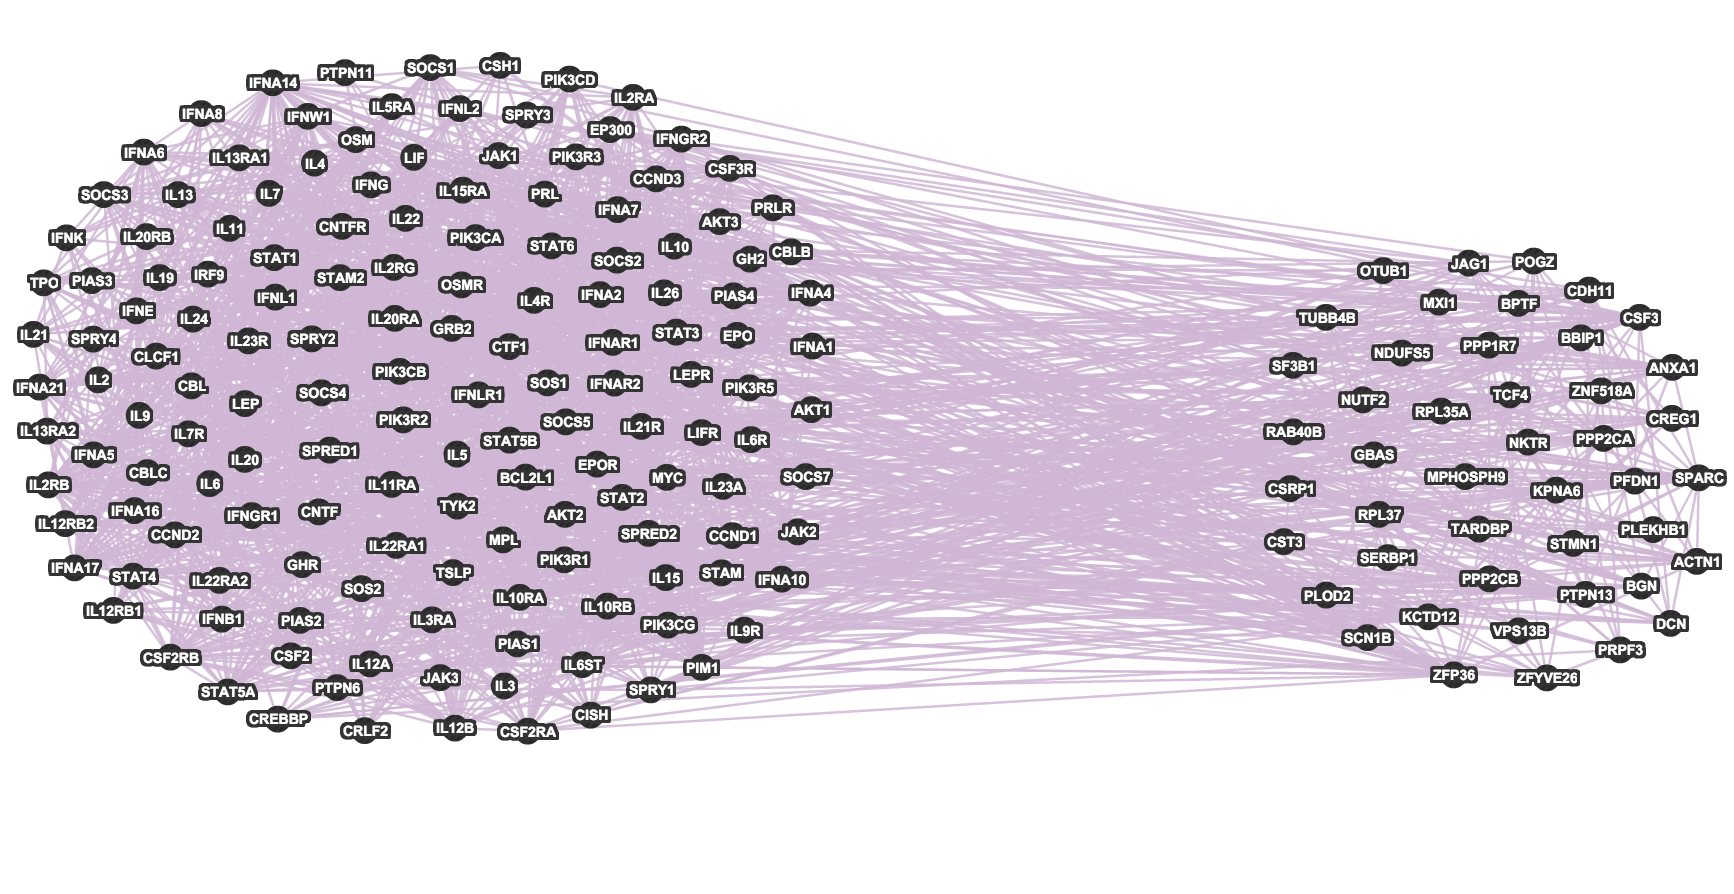 CSH1
SOCS1
PTPN11
PIK3CD
IFNA14
IL2RA
IL5RA
IFNL2
IFNA8
IFNW1
SPRY3
EP300
OSM
IFNGR2
IFNA6
IL13RA1
IL4
LIF
JAK1
PIK3R3
CSF3R
CCND3
IFNG
SOCS3
IL13
IL7
IL15RA
PRL
PRLR
IFNA7
IL22
AKT3
CNTFR
IL11
IFNK
IL20RB
PIK3CA
STAT6
IL10
CBLB
STAT1
SOCS2
GH2
IL2RG
TPO
PIAS3
IL19
IRF9
STAM2
OSMR
IFNA2
IL26
PIAS4
IFNA4
IFNL1
IL4R
IFNE
IL24
IL20RA
GRB2
IL21
SPRY4
IL23R
SPRY2
STAT3
EPO
CTF1
IFNAR1
IFNA1
CLCF1
PIK3CB
LEPR
IFNA21
IL2
CBL
SOS1
IFNAR2
PIK3R5
SOCS4
IFNLR1
LEP
IL9
AKT1
PIK3R2
SOCS5
IL21R
IL13RA2
IL7R
LIFR
IL6R
STAT5B
IFNA5
IL20
SPRED1
IL5
EPOR
CBLC
BCL2L1
MYC
SOCS7
IL2RB
IL6
IL11RA
IL23A
STAT2
TYK2
IFNA16
IFNGR1
CNTF
AKT2
IL12RB2
CCND2
SPRED2
CCND1
JAK2
MPL
IL22RA1
PIK3R1
IFNA17
STAT4
IL22RA2
GHR
TSLP
IL15
STAM
IFNA10
SOS2
IL10RA
IL12RB1
IFNB1
PIAS2
IL3RA
IL10RB
PIK3CG
IL9R
PIAS1
CSF2RB
CSF2
IL12A
IL6ST
PIM1
JAK3
STAT5A
PTPN6
IL3
SPRY1
CREBBP
CRLF2
IL12B
CSF2RA
CISH
OTUB1
JAG1
POGZ
CDH11
MXI1
BPTF
TUBB4B
CSF3
BBIP1
PPP1R7
NDUFS5
SF3B1
ANXA1
ZNF518A
TCF4
NUTF2
RPL35A
CREG1
RAB40B
NKTR
PPP2CA
GBAS
MPHOSPH9
PFDN1
SPARC
CSRP1
KPNA6
RPL37
TARDBP
PLEKHB1
CST3
STMN1
SERBP1
ACTN1
PPP2CB
BGN
PLOD2
PTPN13
KCTD12
DCN
VPS13B
SCN1B
PRPF3
ZFP36
ZFYVE26